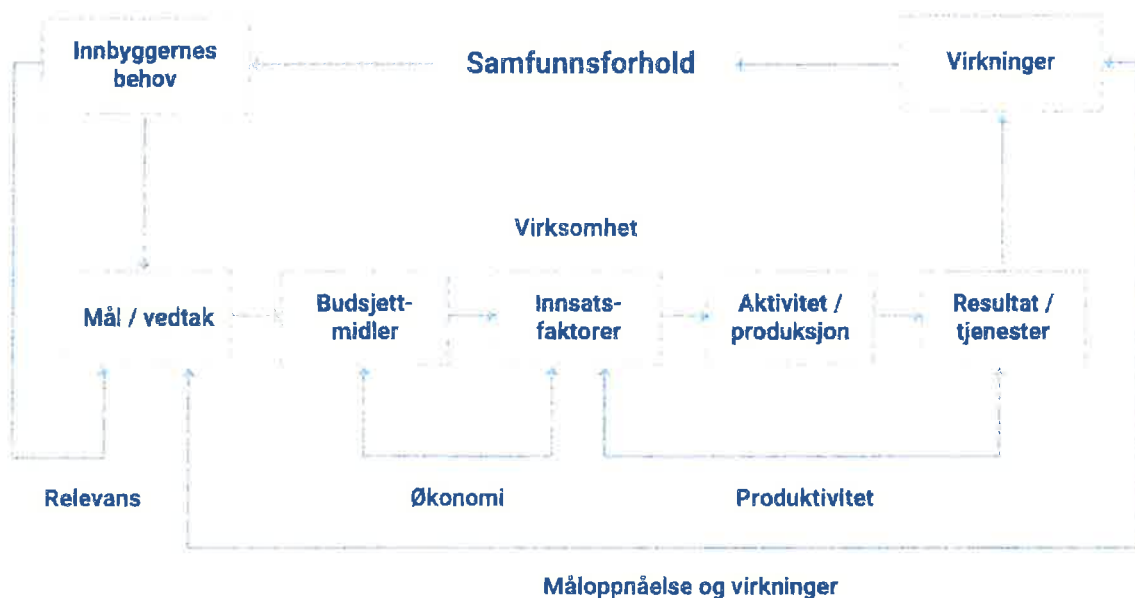 Innbyggernes
behov
Samfunnsforhold
Virkninger
Virksomhet
Mål / vedtak
Budsjett-
midler
Innsats-
faktorer
Aktivitet /
produksjon
Resultat /
tjenester
Relevans
Økonomi
Produktivitet
Måloppnåelse og virkninger